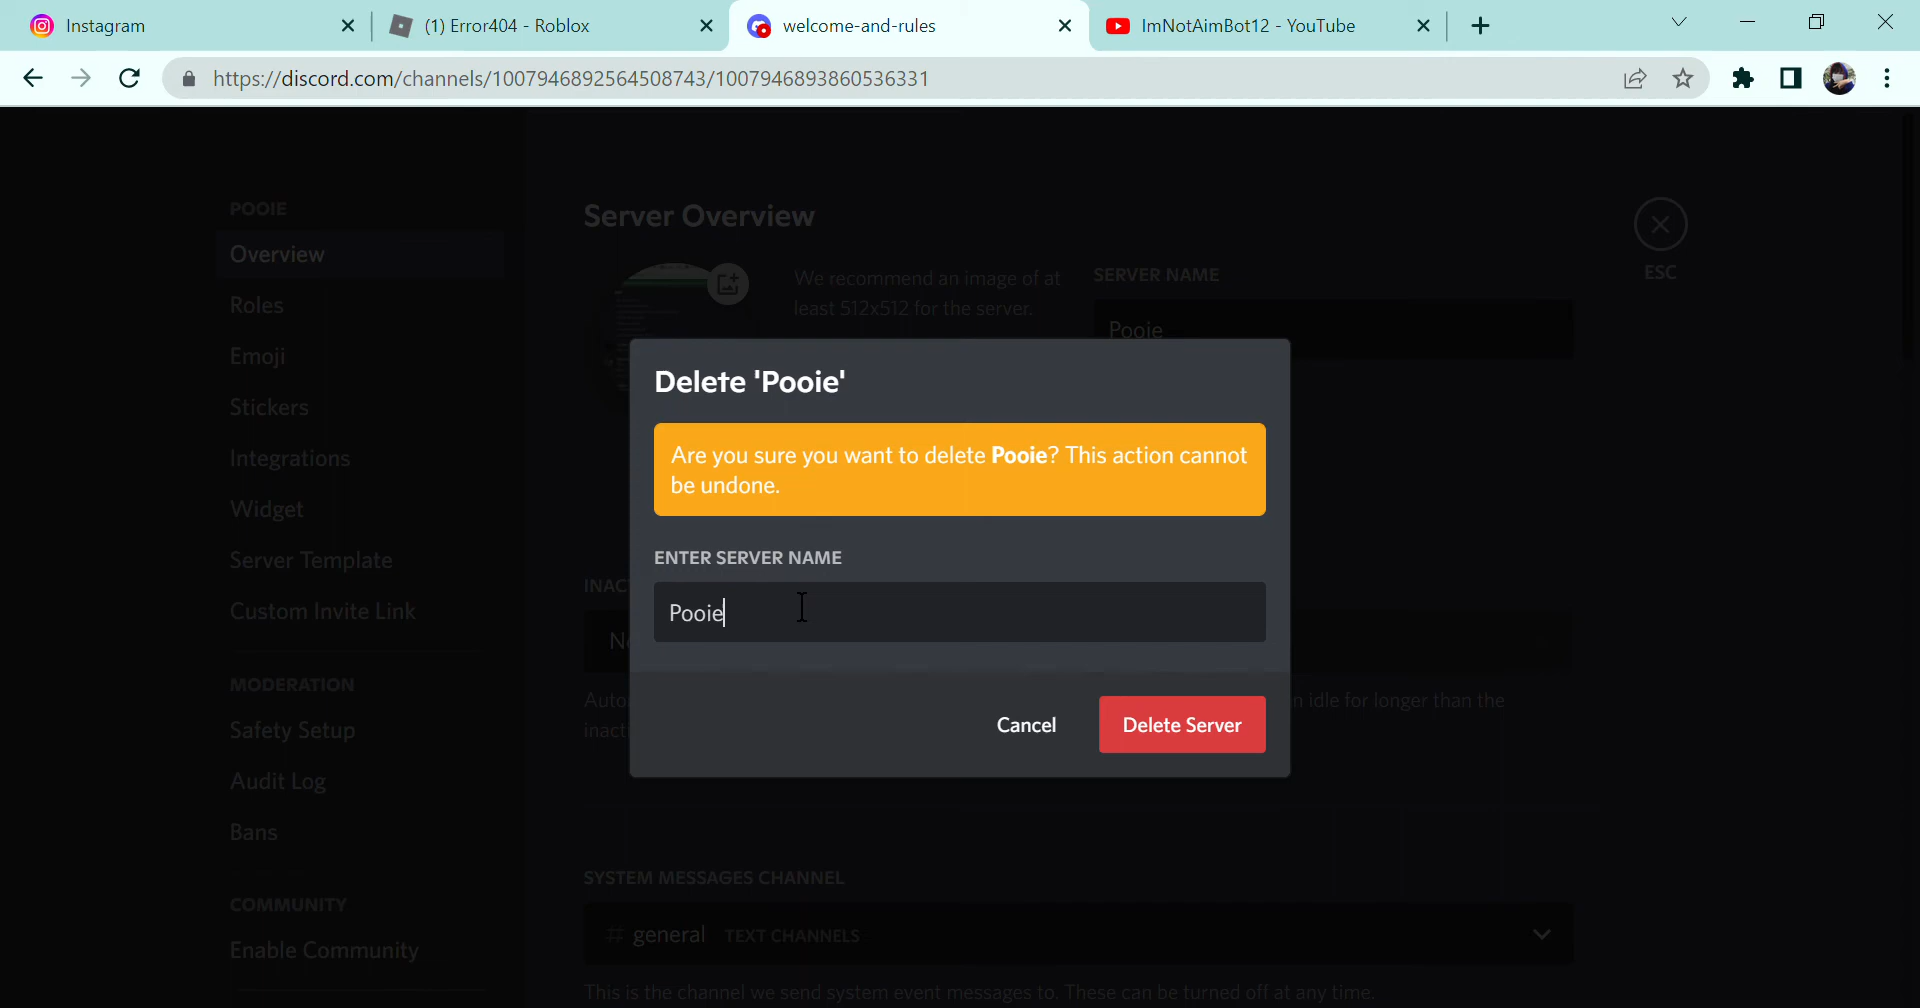 Instagram
(1) Error404 - Roblox
welcome-and-rules
ImNotAimBot12 - YouTube
https://discord.com/channels/1007946892564508743/1007946893860536331
POOIE
Overview
Roles
Emoji
Stickers
Integrations
Widget
Server Template
Custom Invite Link
MODERATION
Safety Setup
Audit Log
Bans
COMMUNITY
Enable Community
Server Overview
We recommend an image of at
least 512x512 for the server.
SERVER NAME
Pooie
ESC
Delete 'Pooie'
Are you sure you want to delete Pooie? This action cannot
be undone.
ENTER SERVER NAME
Pooie
Cancel
Delete Server
n idle for longer than the
SYSTEM MESSAGES CHANNEL
# general TEXT CHANNELS
This is the channel we send system event messages to. These can be turned off at any time.